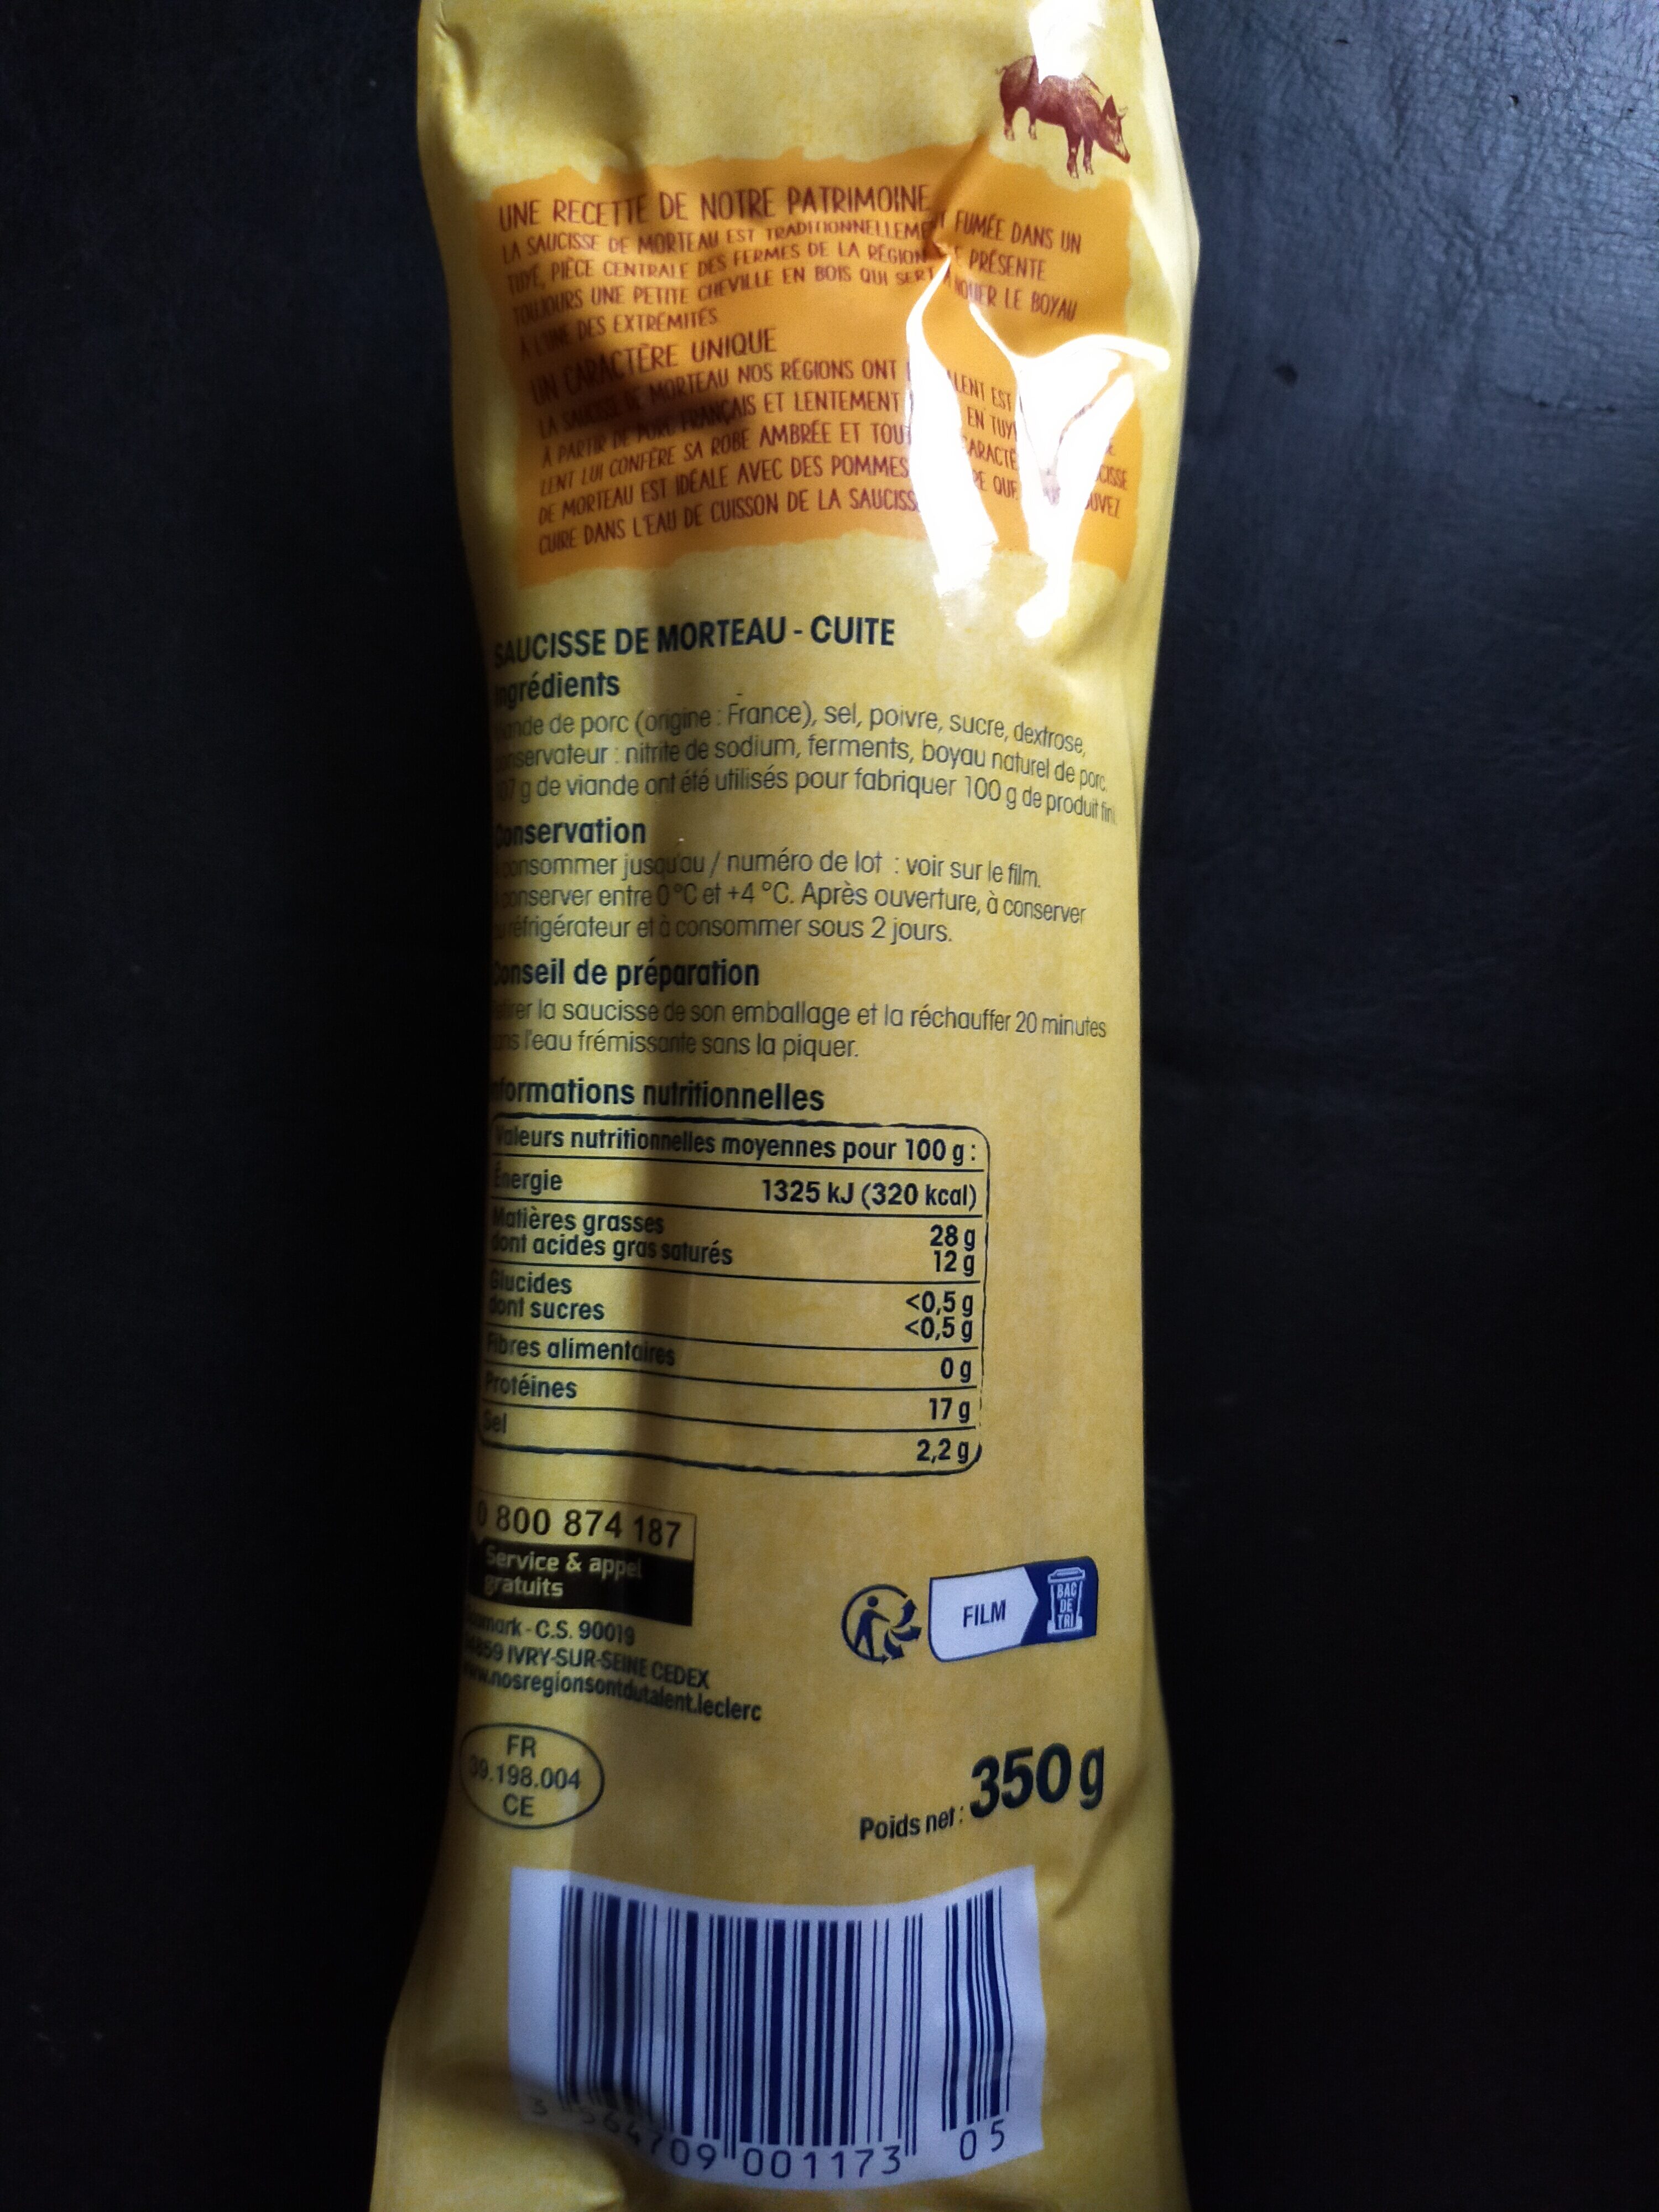 UNE RECETTE DE NOTRE PATRIMOINE
LA SAUCISSE DE MORTEAU EST TRADITIONNELLEMENT FUMÉE DANS UN
TUYÉ, PIÈCE CENTRALE DES FERMES DE LA RÉGION PRÉSENTE
TOUJOURS UNE PETITE CHEVILLE EN BOIS QUI SERT À NOUER LE BOYAU
À L'UNE DES EXTRÉMITÉS
UN CARACTÈRE UNIQUE
LA SAUCISSE DE MORTEAU NOS RÉGIONS ONT TALENT EST
À PARTIR DE PORC FRANÇAIS ET LENTEMENT EN TUYÉ
LENT LUI CONFÈRE SA ROBE AMBRÉE ET TOUT
DE MORTEAU EST IDÉALE AVEC DES POMMES QUE
CUIRE DANS L'EAU DE CUISSON DE LA SAUCISSE
SAUCISSE DE MORTEAU - CUITE
Ingrédients
Viande de porc (origine : France), sel, poivre, sucre, dextrose,
conservateur : nitrite de sodium, ferments, boyau naturel de porc.
107 g de viande ont été utilisés pour fabriquer 100 g de produit fini.
Conservation
À consommer jusqu'au / numéro de lot : voir sur le film.
À conserver entre 0 °C et +4 °C. Après ouverture, à conserver
au réfrigérateur et à consommer sous 2 jours.
Conseil de préparation
Retirer la saucisse de son emballage et la réchauffer 20 minutes
dans l'eau frémissante sans la piquer.
Informations nutritionnelles
Valeurs nutritionnelles moyennes pour 100 g :
Énergie 1325 kJ (320 kcal)
Matières grasses 28 g
dont acides gras saturés 12 g
Glucides <0,5 g
dont sucres <0,5 g
Fibres alimentaires 0 g
Protéines 17 g
Sel 2,2 g
0 800 874 187
Service & appel
gratuits
FILM
BAC
DE
TRI
C.S. 90019
IVRY-SUR-SEINE CEDEX
www.nosregionsontdutalent.leclerc
FR
39.198.004
CE
Poids net : 350 g
3 564709 001173 05